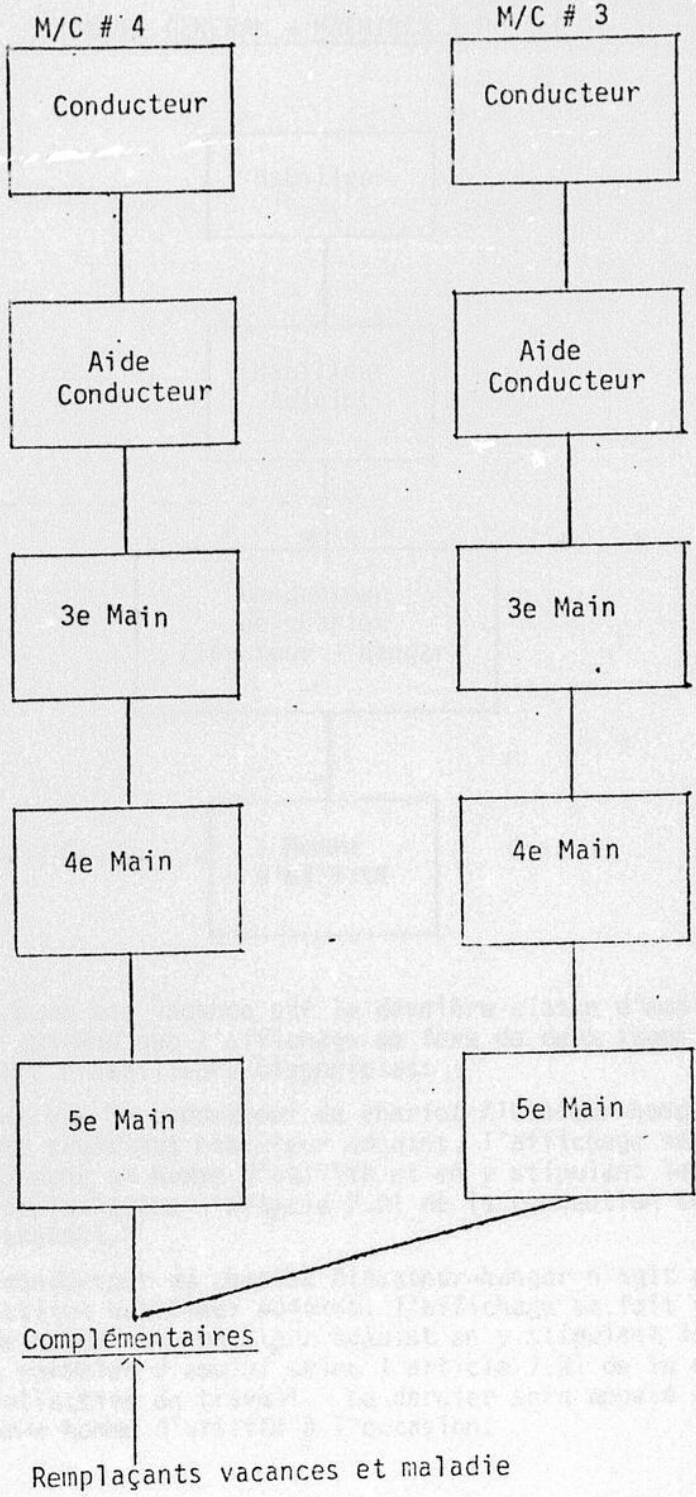 M/C # 4
Conducteur
Aide
Conducteur
3e Main
4e Main
5e Main
M/C # 3
Conducteur
Aide
Conducteur
3e Main
4e Main
5e Main
Complémentaires
Remplaçants vacances et maladie